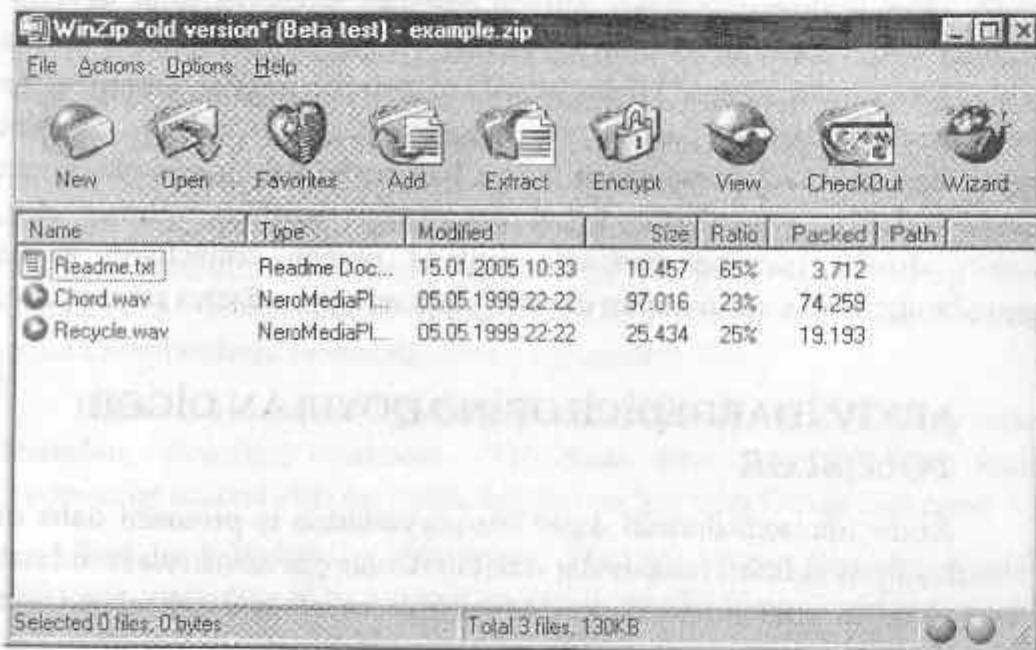 WinZip *old version* (Beta test) - example.zip
File Actions Options Help
New Open Favorites Add Extract Encrypt View CheckOut Wizard
Name Type Modified Size Ratio Packed Path
Readme.txt Readme Doc... 15.01.2005 10:33 10.457 65% 3.712
Chord.wav NeroMediaPl... 05.05.1999 22:22 97.016 23% 74.259
Recycle.wav NeroMediaPl... 05.05.1999 22:22 25.434 25% 19.193
Selected 0 files, 0 bytes Total 3 files, 130KB